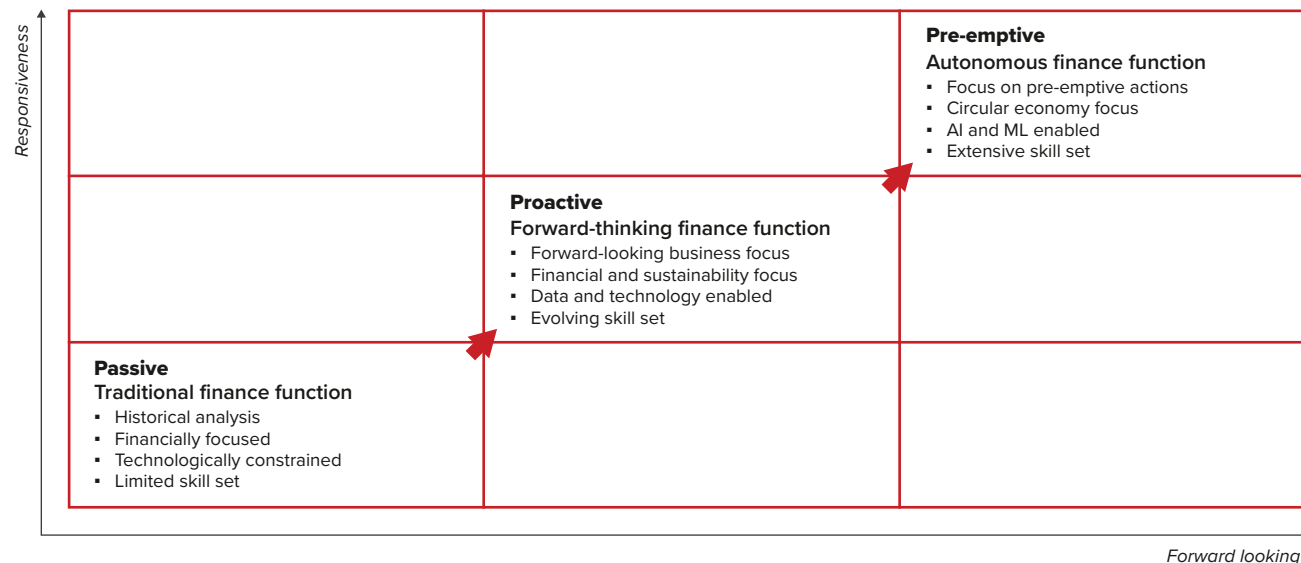 Responsiveness
Pre-emptive
Autonomous finance function
▪ Focus on pre-emptive actions
▪ Circular economy focus
▪ AI and ML enabled
▪ Extensive skill set
Proactive
Forward-thinking finance function
▪ Forward-looking business focus
▪ Financial and sustainability focus
▪ Data and technology enabled
▪ Evolving skill set
Passive
Traditional finance function
▪ Historical analysis
▪ Financially focused
▪ Technologically constrained
▪ Limited skill set
Forward looking